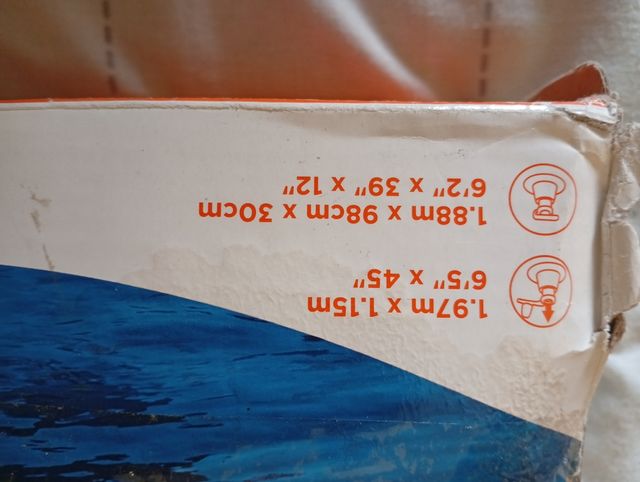 1.97m x 1.15m
6'5" x 45"
1.88m x 98cm x 30cm
6'2" x 39" x 12"